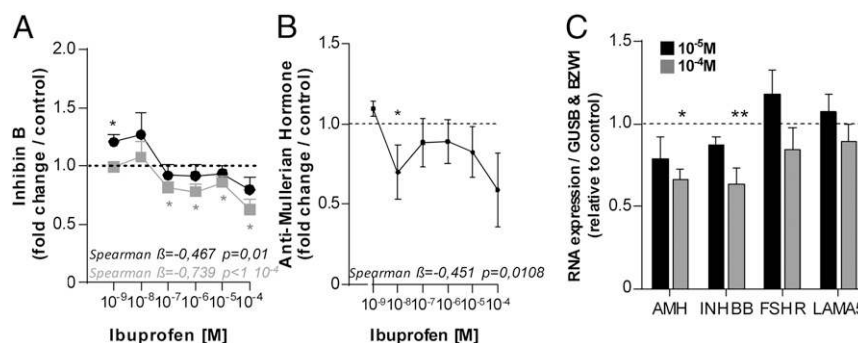 A
Inhibin B
(fold change / control)
2.0
1.5
1.0
0.5
0
*
* * * *
Spearman ß=-0,467 p=0,01
Spearman ß=-0,739 p<1 10-4
10-9 10-8 10-7 10-6 10-5 10-4
Ibuprofen [M]
B
Anti-Mullerian Hormone
(fold change / control)
1.0
0.5
0
*
Spearman ß=-0,451 p=0,0108
10-9 10-8 10-7 10-6 10-5 10-4
Ibuprofen [M]
C
RNA expression / GUSB & BZW1
(relative to control)
1.5
1.0
0.5
0.0
10-5M
10-4M
* **
AMH INHBB FSHR LAMA5